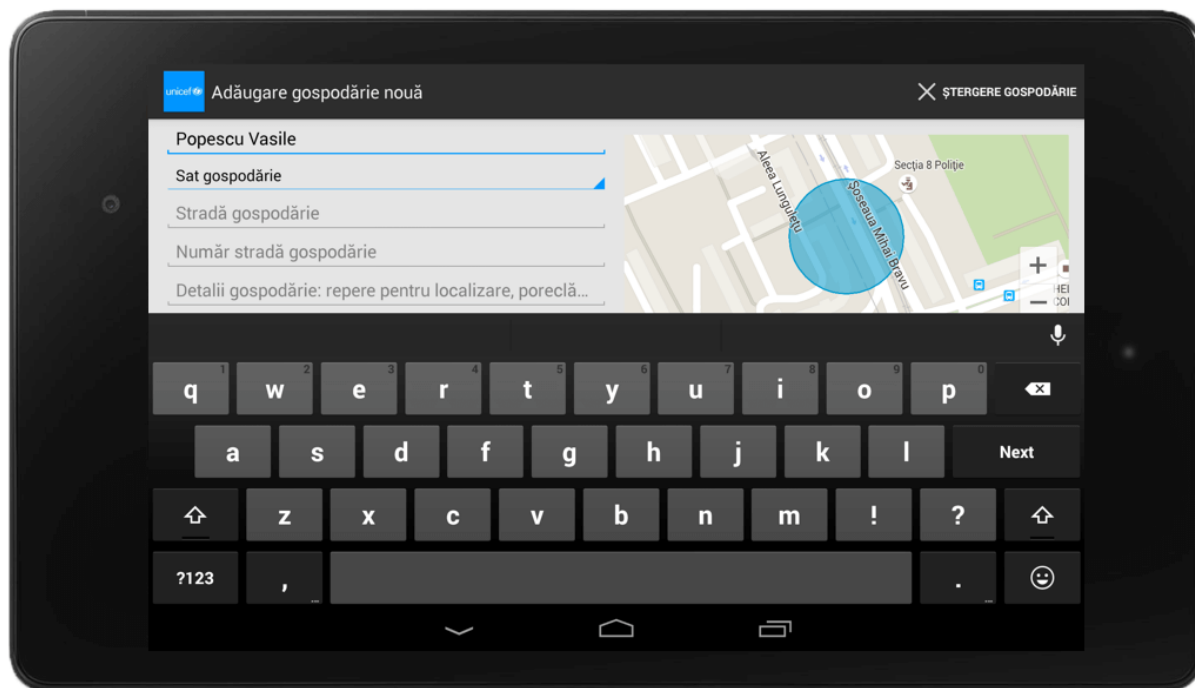 unicef
Adăugare gospodărie nouă
ȘTERGERE GOSPODĂRIE
Popescu Vasile
Sat gospodărie
Stradă gospodărie
Număr stradă gospodărie
Detalii gospodărie: repere pentru localizare, poreclă...
Aleea Lungulețu
Șoseaua Mihai Bravu
Secția 8 Poliție
+
−
q 1 w 2 e 3 r 4 t 5 y 6 u 7 i 8 o 9 p 0
a s d f g h j k l Next
z x c v b n m ! ?
?123 , ... . ...